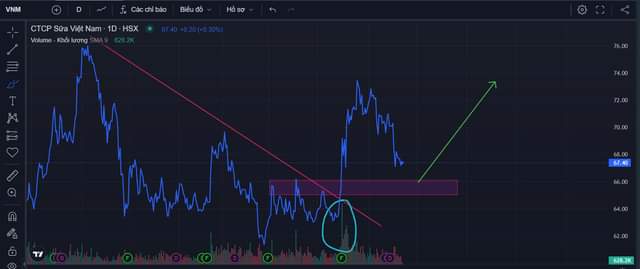 VNM
D
Các chỉ báo
Biểu đồ
Hồ sơ
CTCP Sữa Việt Nam · 1D · HSX
67.40 +0.20 (+0.30%)
Volume - Khối lượng SMA 9 628.2K
76.00
74.00
72.00
70.00
67.40
66.00
64.00
62.00
628.2K